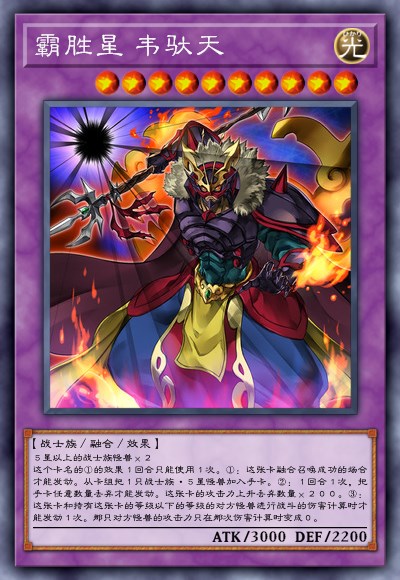 霸胜星 韦驮天
ひかり
光
【战士族/融合/效果】
5星以上的战士族怪兽×2
这个卡名的①的效果1回合只能使用1次。①:这张卡融合召唤成功的场合
才能发动。从卡组把1只战士族·5星怪兽加入手卡。②:1回合1次,把
手卡任意数量丢弃才能发动。这张卡的攻击力上升丢弃数量×200。③:
这张卡和持有这张卡的等级以下的等级的对方怪兽进行战斗的伤害计算时才
能发动1次。那只对方怪兽的攻击力只在那次伤害计算时变成0。
ATK/3000 DEF/2200